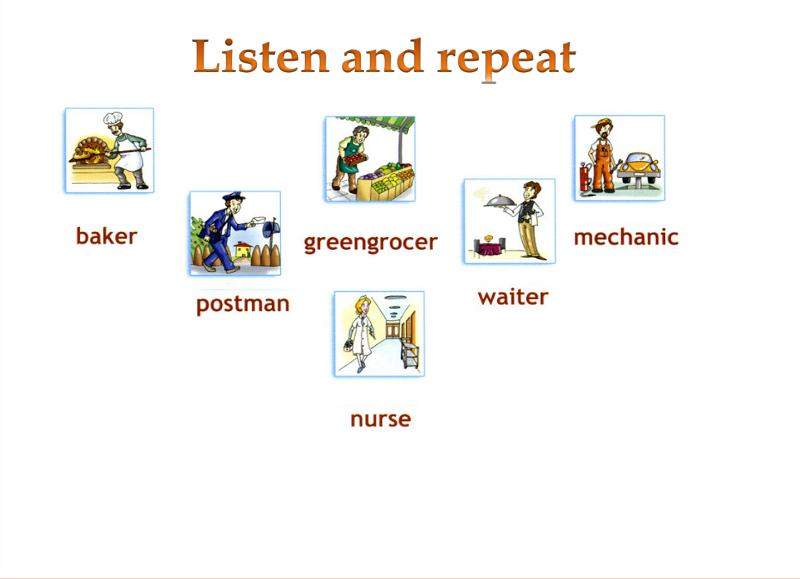 Listen and repeat
baker
greengrocer
mechanic
postman
waiter
nurse